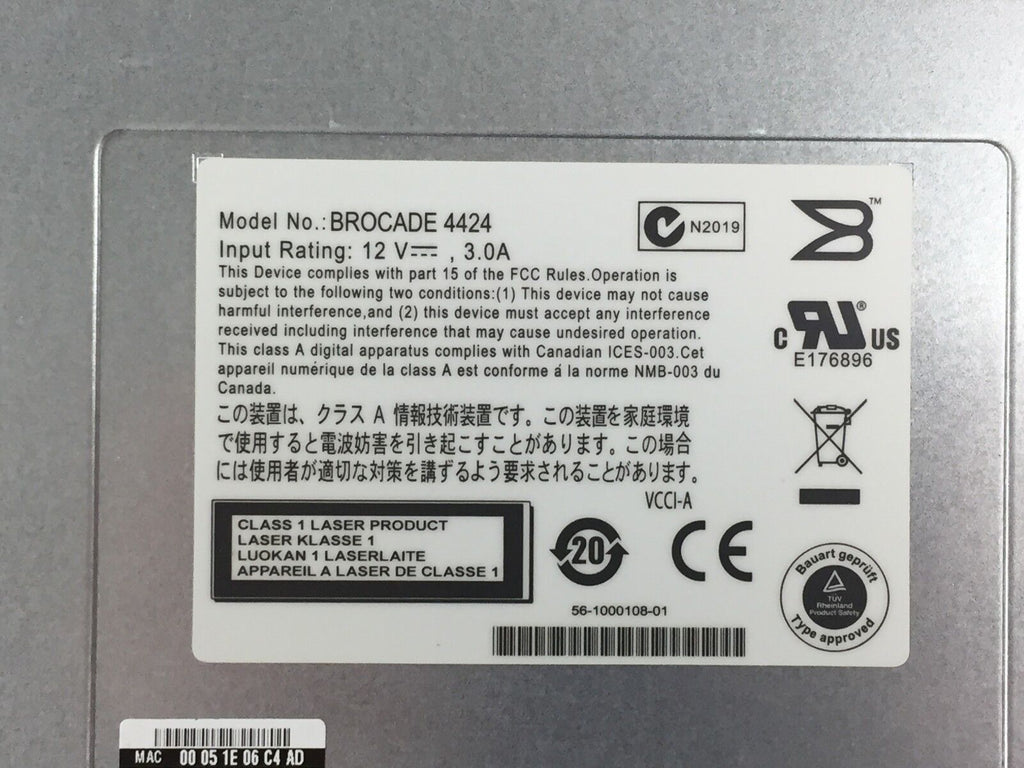 Model No.: BROCADE 4424
Input Rating: 12 V⎓ , 3.0A
This Device complies with part 15 of the FCC Rules.Operation is
subject to the following two conditions:(1) This device may not cause
harmful interference,and (2) this device must accept any interference
received including interference that may cause undesired operation.
This class A digital apparatus complies with Canadian ICES-003.Cet
appareil numérique de la class A est conforme á la norme NMB-003 du
Canada.
この装置は、クラス A 情報技術装置です。この装置を家庭環境
で使用すると電波妨害を引き起こすことがあります。この場合
には使用者が適切な対策を講ずるよう要求されることがあります。
VCCI-A
N2019
TM
C RU ® US
E176896
CLASS 1 LASER PRODUCT
LASER KLASSE 1
LUOKAN 1 LASERLAITE
APPAREIL A LASER DE CLASSE 1
20
CE
56-1000108-01
Bauart geprüft
TÜV
Rheinland
Product Safety
Type approved
MAC 00 05 1E 06 C4 AD